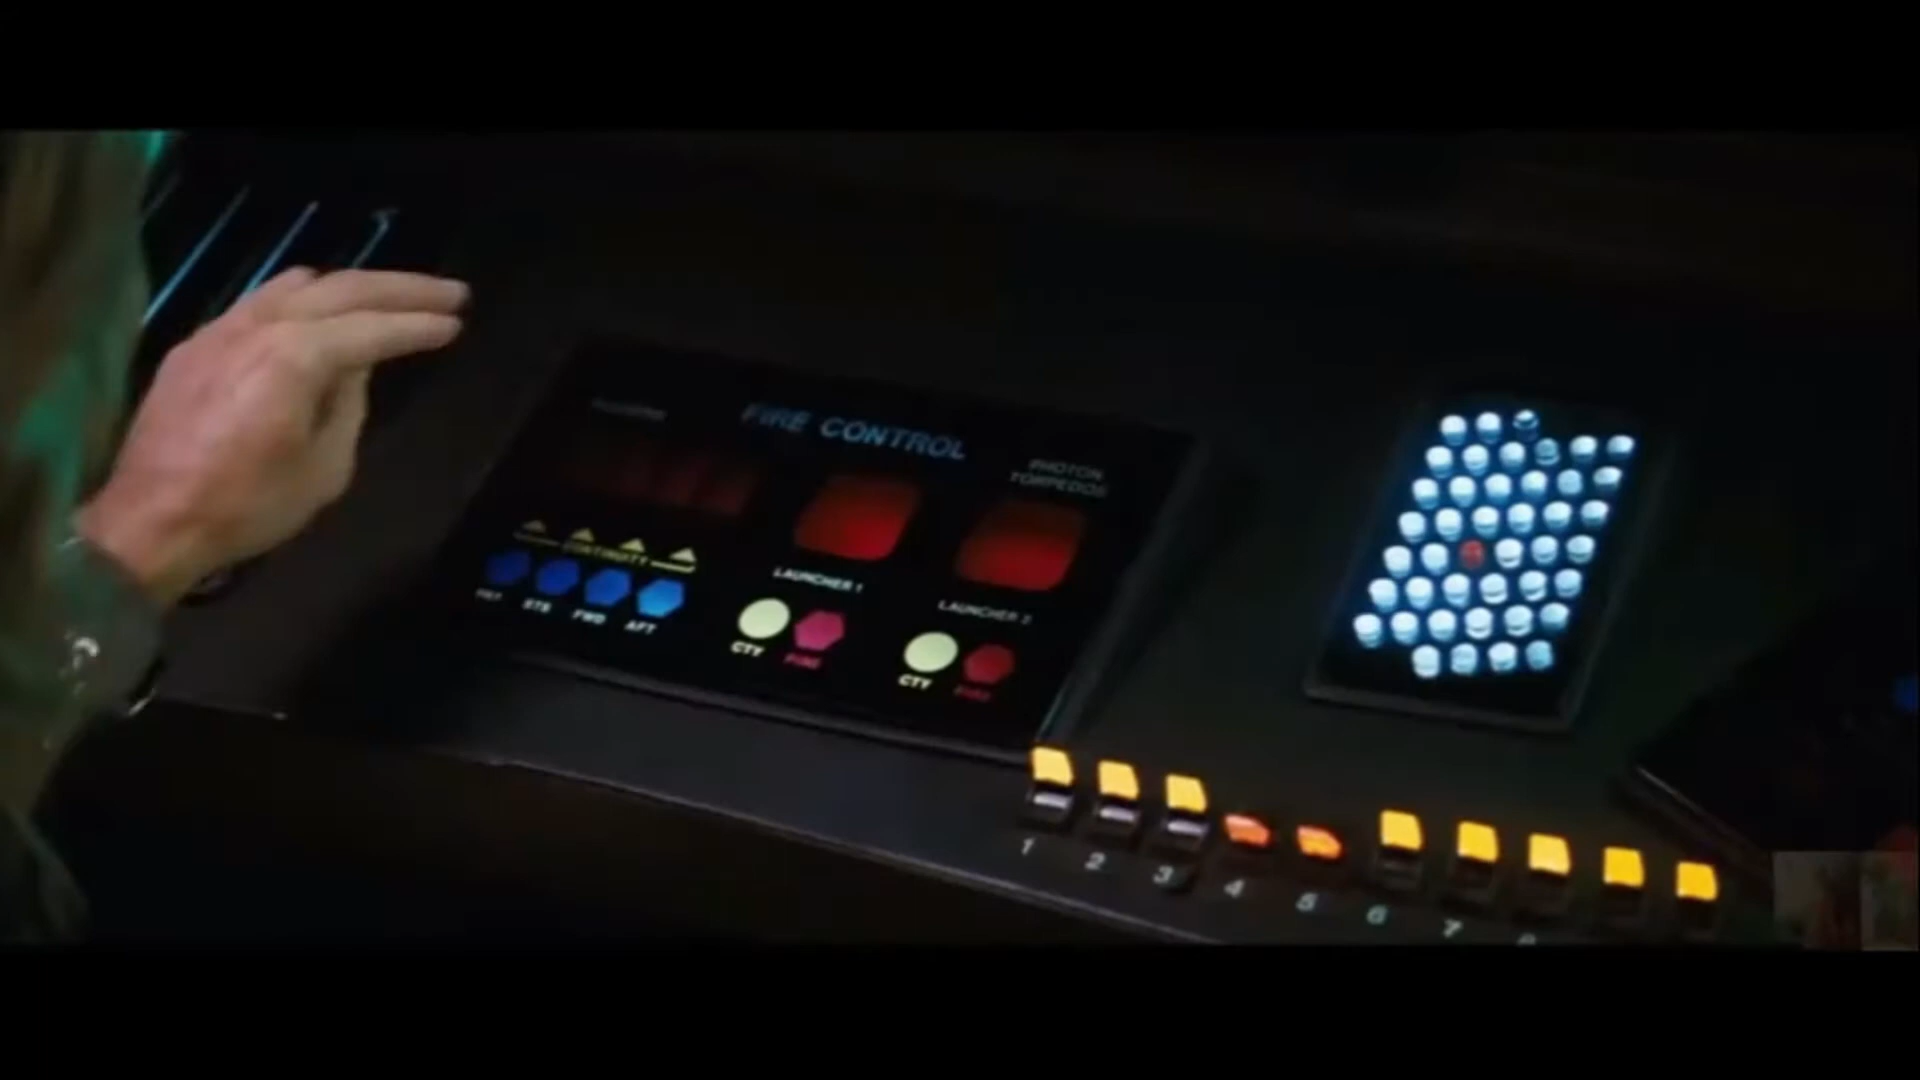 FIRE CONTROL
PHOTON
TORPEDOS
CONTINUITY
LAUNCHER 1
LAUNCHER 2
STB FWD AFT
CTY FIRE
CTY FIRE
1 2 3 4 5 6 7